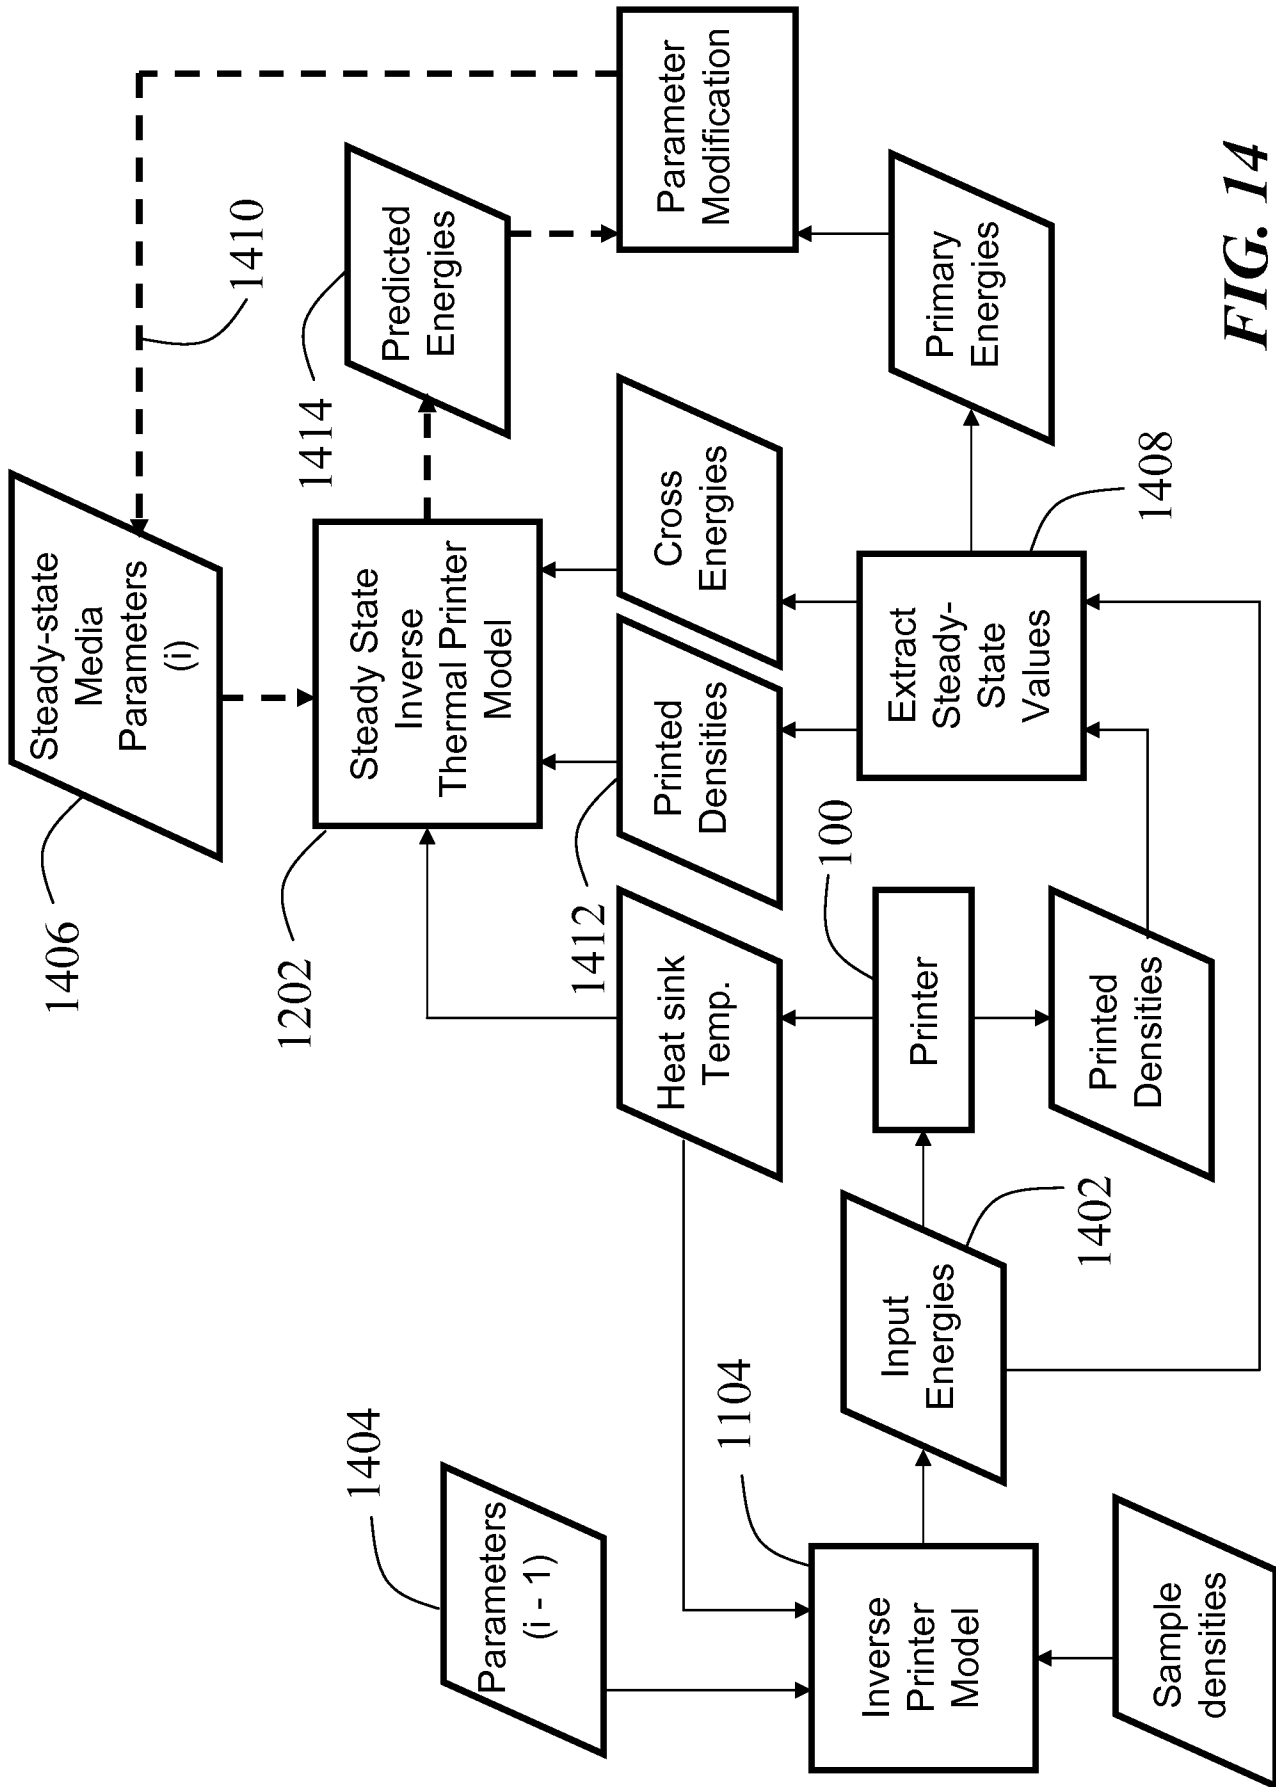 1404
Parameters
(i - 1)
1104
Inverse
Printer
Model
Sample
densities
Input
Energies
1402
Heat sink
Temp.
100
Printer
Printed
Densities
1406
Steady-state
Media
Parameters
(i)
1202
Steady State
Inverse
Thermal Printer
Model
1412
Printed
Densities
Cross
Energies
Extract
Steady-
State
Values
1408
1410
1414
Predicted
Energies
Parameter
Modification
Primary
Energies
FIG. 14